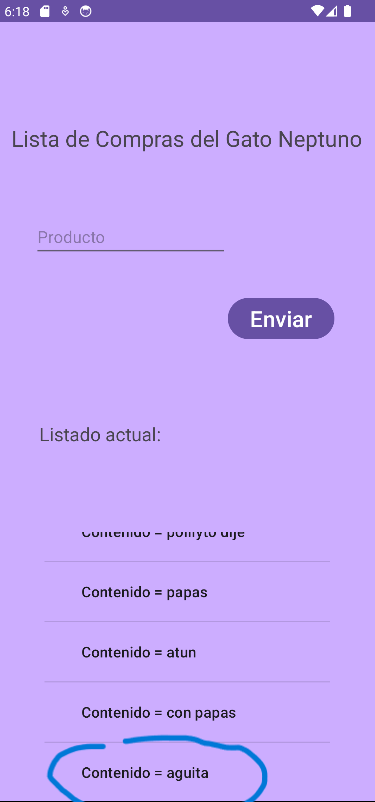 6:18
Lista de Compras del Gato Neptuno
Producto
Enviar
Listado actual:
Contenido = pollyto dije
Contenido = papas
Contenido = atun
Contenido = con papas
Contenido = aguita